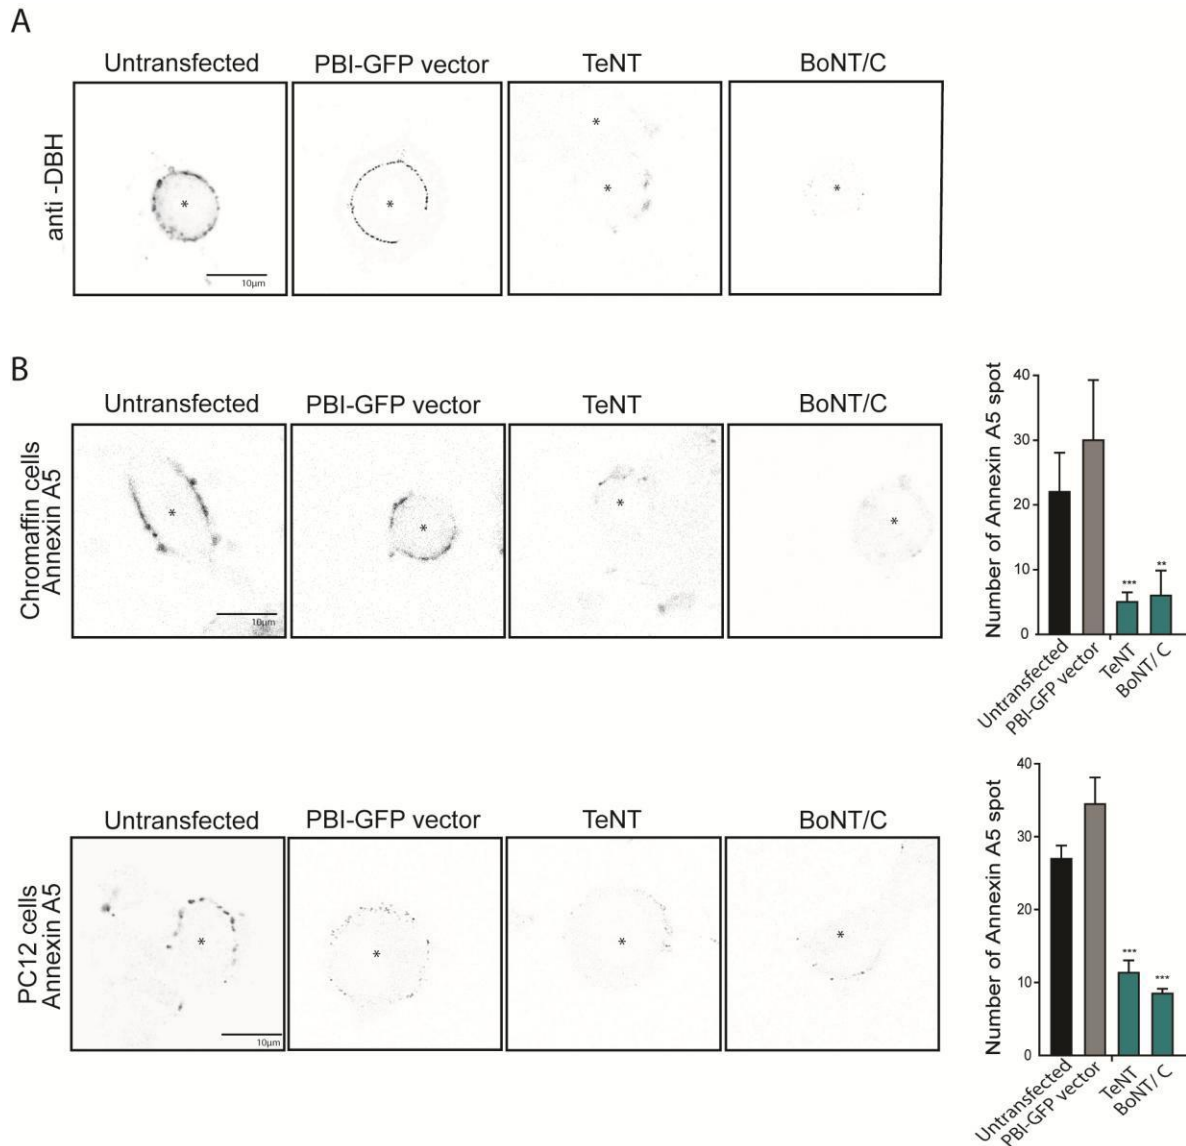 A
Untransfected PBI-GFP vector TeNT BoNT/C
anti -DBH
* * * * *
10µm
B
Untransfected PBI-GFP vector TeNT BoNT/C
Chromaffin cells
Annexin A5
* * * *
10µm
Number of Annexin A5 spot
40
30
20
10
0
*** **
Untransfected
PBI-GFP vector
TeNT
BoNT/ C
Untransfected PBI-GFP vector TeNT BoNT/C
PC12 cells
Annexin A5
* * * *
10µm
Number of Annexin A5 spot
40
30
20
10
0
*** ***
Untransfected
PBI-GFP vector
TeNT
BoNT/ C